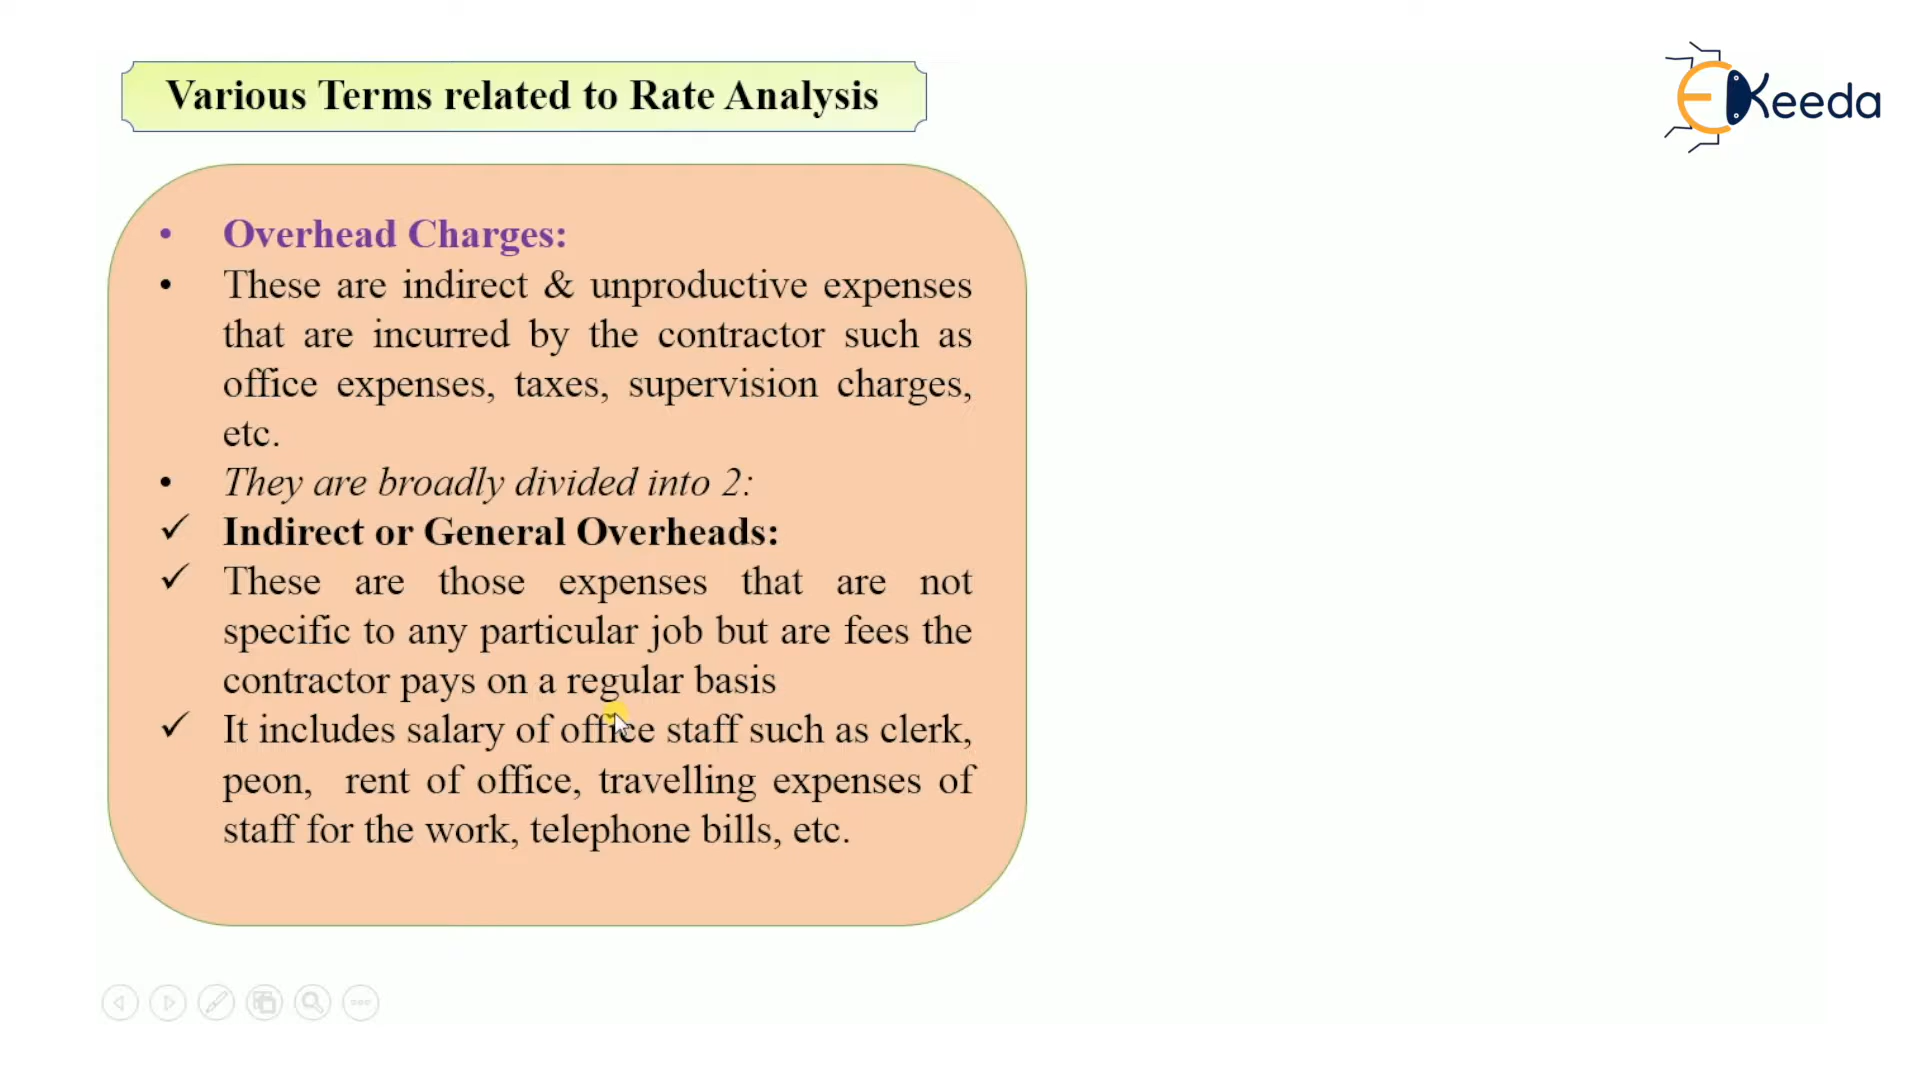 Various Terms related to Rate Analysis
EKeeda
• Overhead Charges:
• These are indirect & unproductive expenses
that are incurred by the contractor such as
office expenses, taxes, supervision charges,
etc.
• They are broadly divided into 2:
✓ Indirect or General Overheads:
✓ These are those expenses that are not
specific to any particular job but are fees the
contractor pays on a regular basis
✓ It includes salary of office staff such as clerk,
peon, rent of office, travelling expenses of
staff for the work, telephone bills, etc.